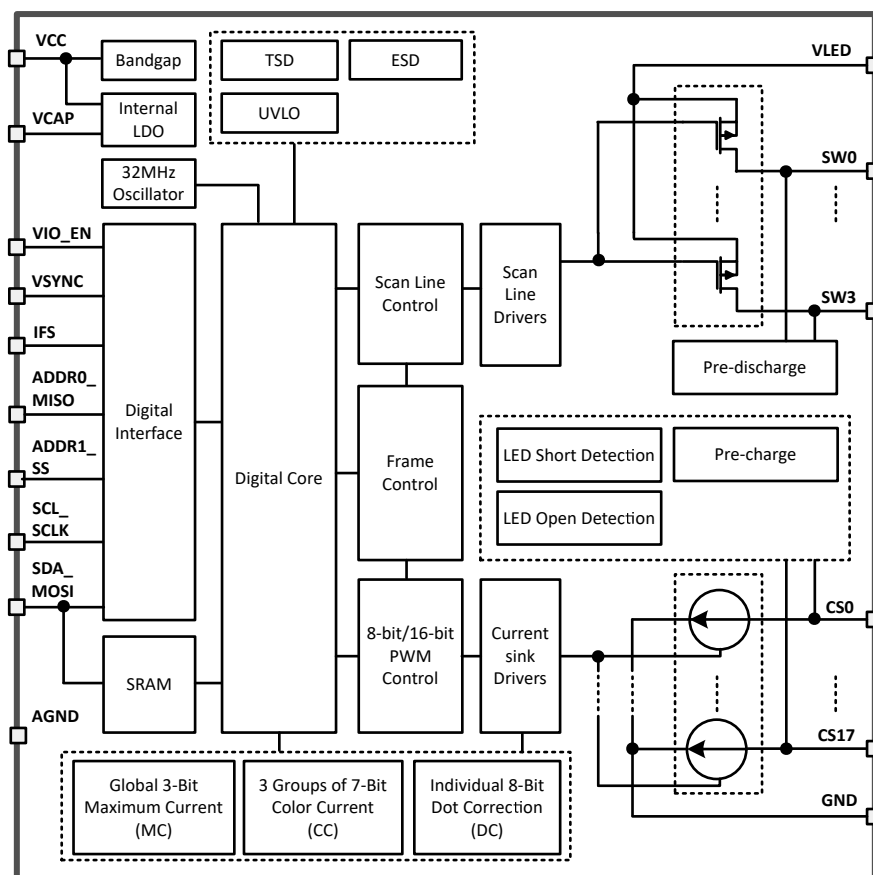 VCC
Bandgap
TSD
ESD
VLED
VCAP
Internal
LDO
UVLO
32MHz
Oscillator
SW0
VIO_EN
VSYNC
IFS
ADDR0_
MISO
ADDR1_
SS
SCL_
SCLK
SDA_
MOSI
Digital
Interface
Digital Core
Scan Line
Control
Scan
Line
Drivers
SW3
Pre-discharge
Frame
Control
LED Short Detection
Pre-charge
LED Open Detection
8-bit/16-bit
PWM
Control
Current
sink
Drivers
CS0
SRAM
AGND
CS17
GND
Global 3-Bit
Maximum Current
(MC)
3 Groups of 7-Bit
Color Current
(CC)
Individual 8-Bit
Dot Correction
(DC)